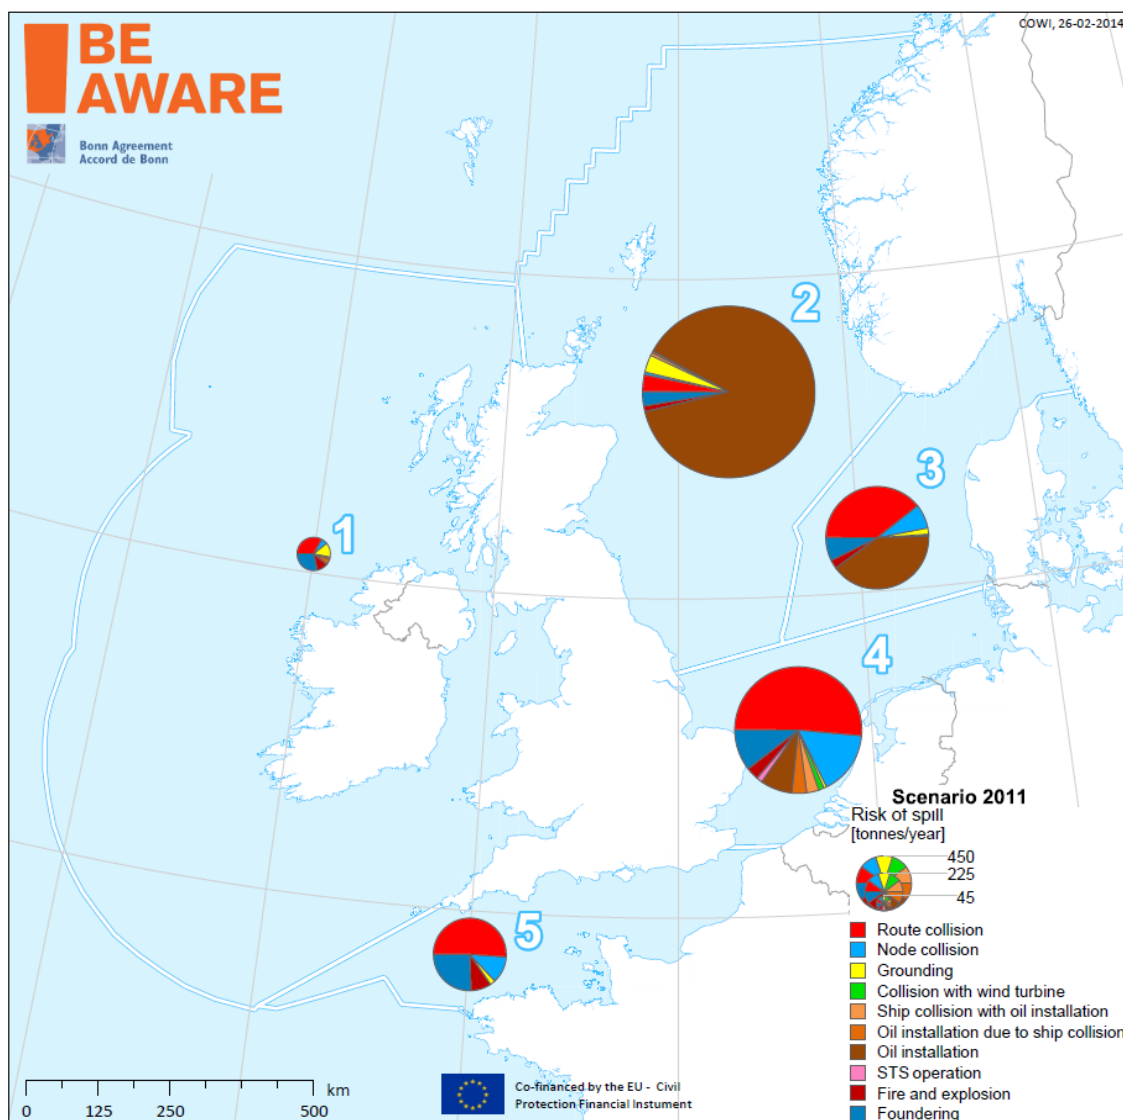 COWI, 26-02-2014
BE
AWARE
Bonn Agreement
Accord de Bonn
2
3
1
4
5
Scenario 2011
Risk of spill
[tonnes/year]
450
225
45
Route collision
Node collision
Grounding
Collision with wind turbine
Ship collision with oil installation
Oil installation due to ship collision
Oil installation
STS operation
Fire and explosion
Foundering
km
0 125 250 500
Co-financed by the EU - Civil
Protection Financial Instument